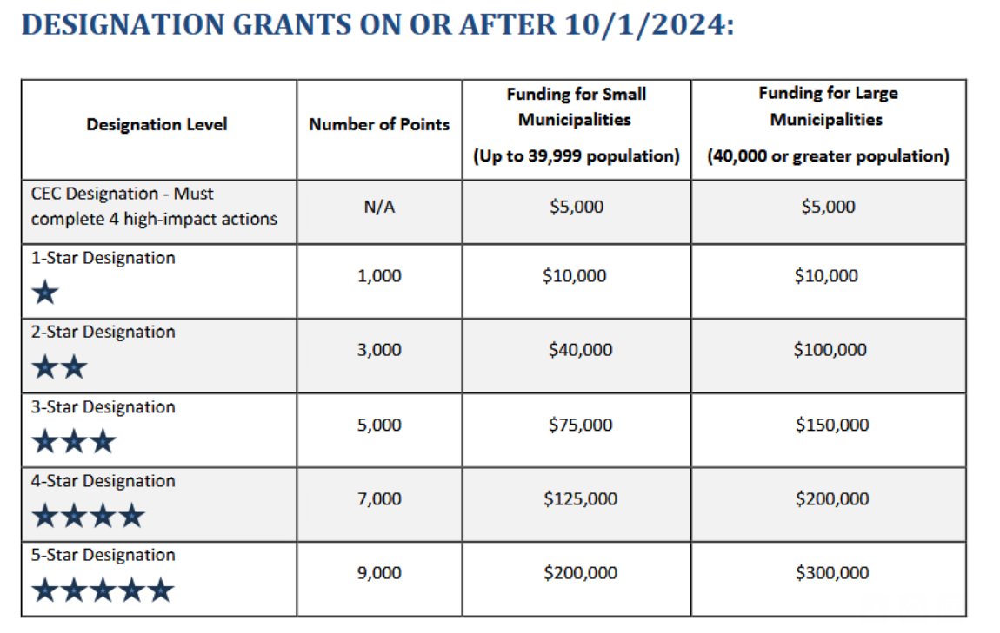 DESIGNATION GRANTS ON OR AFTER 10/1/2024:
Designation Level
Number of Points
Funding for Small
Municipalities
(Up to 39,999 population)
Funding for Large
Municipalities
(40,000 or greater population)
CEC Designation - Must
complete 4 high-impact actions
N/A
$5,000
$5,000
1-Star Designation
1,000
$10,000
$10,000
2-Star Designation
3,000
$40,000
$100,000
3-Star Designation
5,000
$75,000
$150,000
4-Star Designation
7,000
$125,000
$200,000
5-Star Designation
9,000
$200,000
$300,000